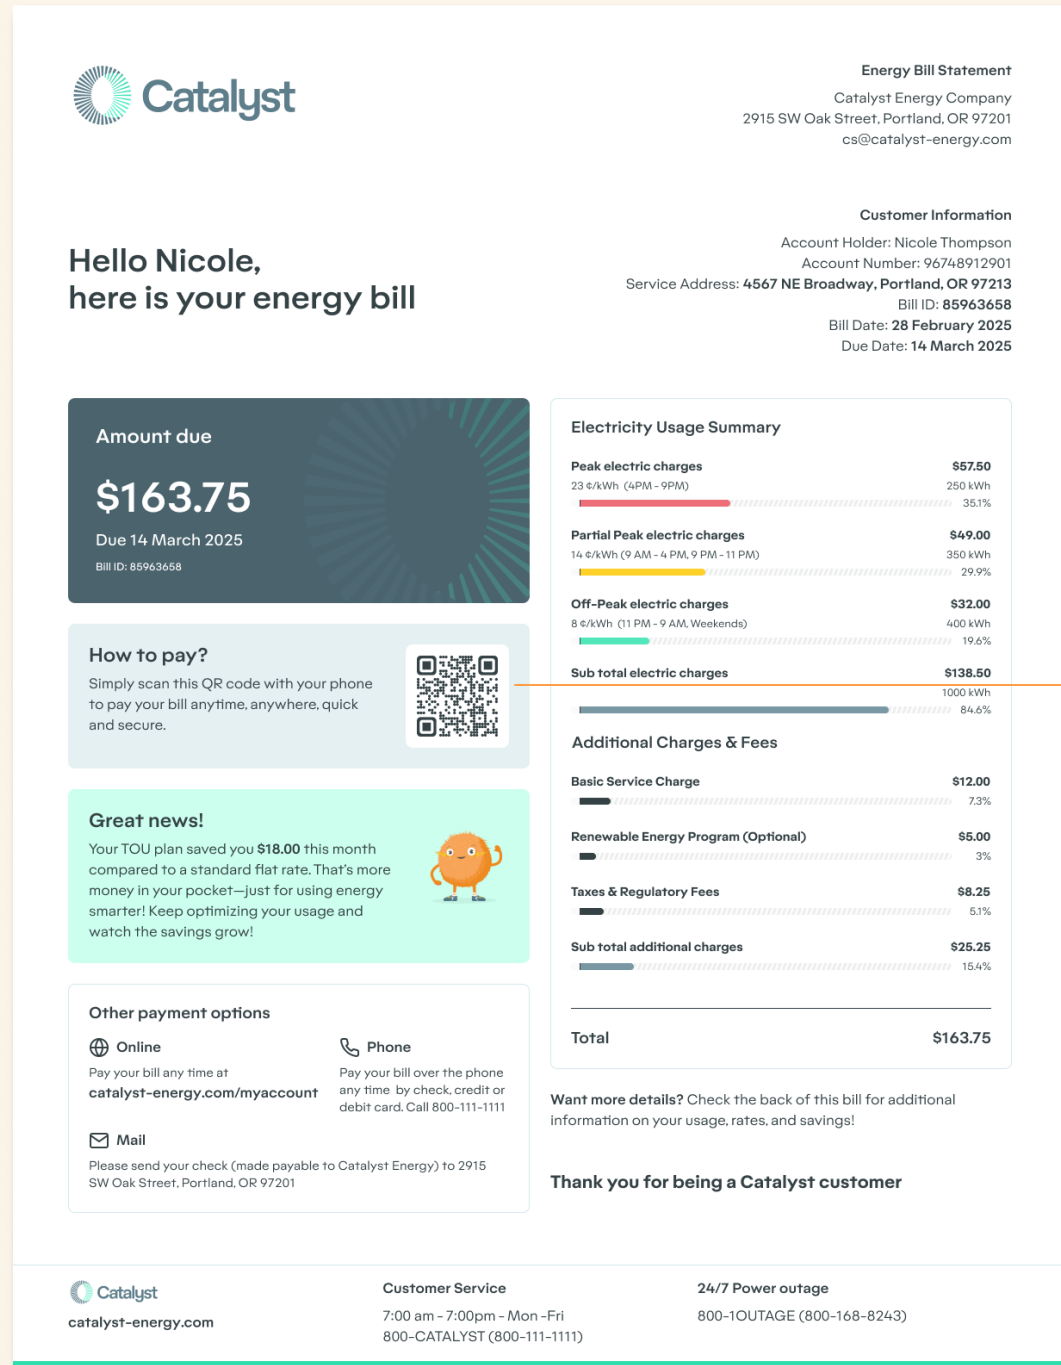 Catalyst
Energy Bill Statement
Catalyst Energy Company
2915 SW Oak Street, Portland, OR 97201
cs@catalyst-energy.com
Customer Information
Account Holder: Nicole Thompson
Account Number: 96748912901
Service Address: 4567 NE Broadway, Portland, OR 97213
Bill ID: 85963658
Bill Date: 28 February 2025
Due Date: 14 March 2025
Hello Nicole,
here is your energy bill
Amount due
$163.75
Due 14 March 2025
Bill ID: 85963658
How to pay?
Simply scan this QR code with your phone
to pay your bill anytime, anywhere, quick
and secure.
Great news!
Your TOU plan saved you $18.00 this month
compared to a standard flat rate. That's more
money in your pocket—just for using energy
smarter! Keep optimizing your usage and
watch the savings grow!
Other payment options
Online
Pay your bill any time at
catalyst-energy.com/myaccount
Phone
Pay your bill over the phone
any time by check, credit or
debit card. Call 800-111-1111
Mail
Please send your check (made payable to Catalyst Energy) to 2915
SW Oak Street, Portland, OR 97201
Electricity Usage Summary
Peak electric charges $57.50
23 ¢/kWh (4PM - 9PM) 250 kWh
35.1%
Partial Peak electric charges $49.00
14 ¢/kWh (9 AM - 4 PM, 9 PM - 11 PM) 350 kWh
29.9%
Off-Peak electric charges $32.00
8 ¢/kWh (11 PM - 9 AM, Weekends) 400 kWh
19.6%
Sub total electric charges $138.50
1000 kWh
84.6%
Additional Charges & Fees
Basic Service Charge $12.00
7.3%
Renewable Energy Program (Optional) $5.00
3%
Taxes & Regulatory Fees $8.25
5.1%
Sub total additional charges $25.25
15.4%
Total $163.75
Want more details? Check the back of this bill for additional
information on your usage, rates, and savings!
Thank you for being a Catalyst customer
Catalyst
catalyst-energy.com
Customer Service
7:00 am - 7:00pm - Mon -Fri
800-CATALYST (800-111-1111)
24/7 Power outage
800-1OUTAGE (800-168-8243)